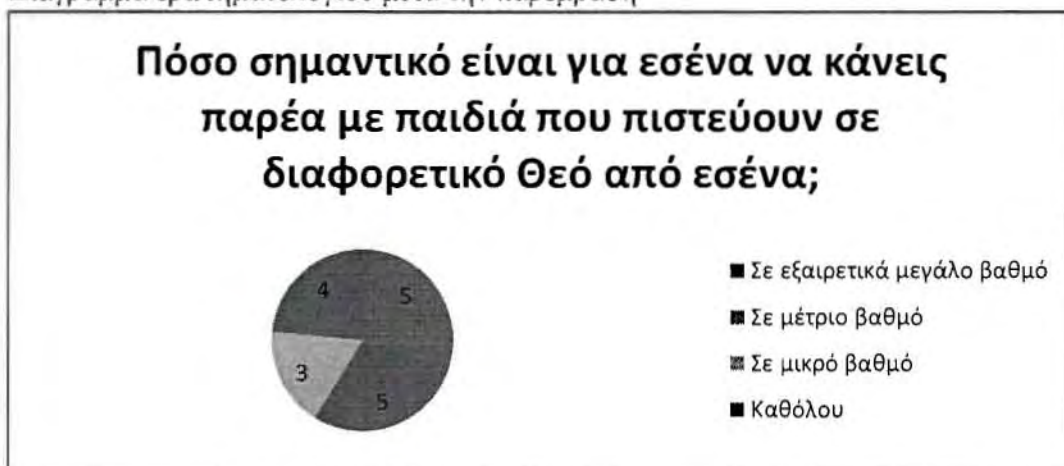 Πόσο σημαντικό είναι για εσένα να κάνεις
παρέα με παιδιά που πιστεύουν σε
διαφορετικό Θεό από εσένα;
4 5
3
5
Σε εξαιρετικά μεγάλο βαθμό
Σε μέτριο βαθμό
Σε μικρό βαθμό
Καθόλου